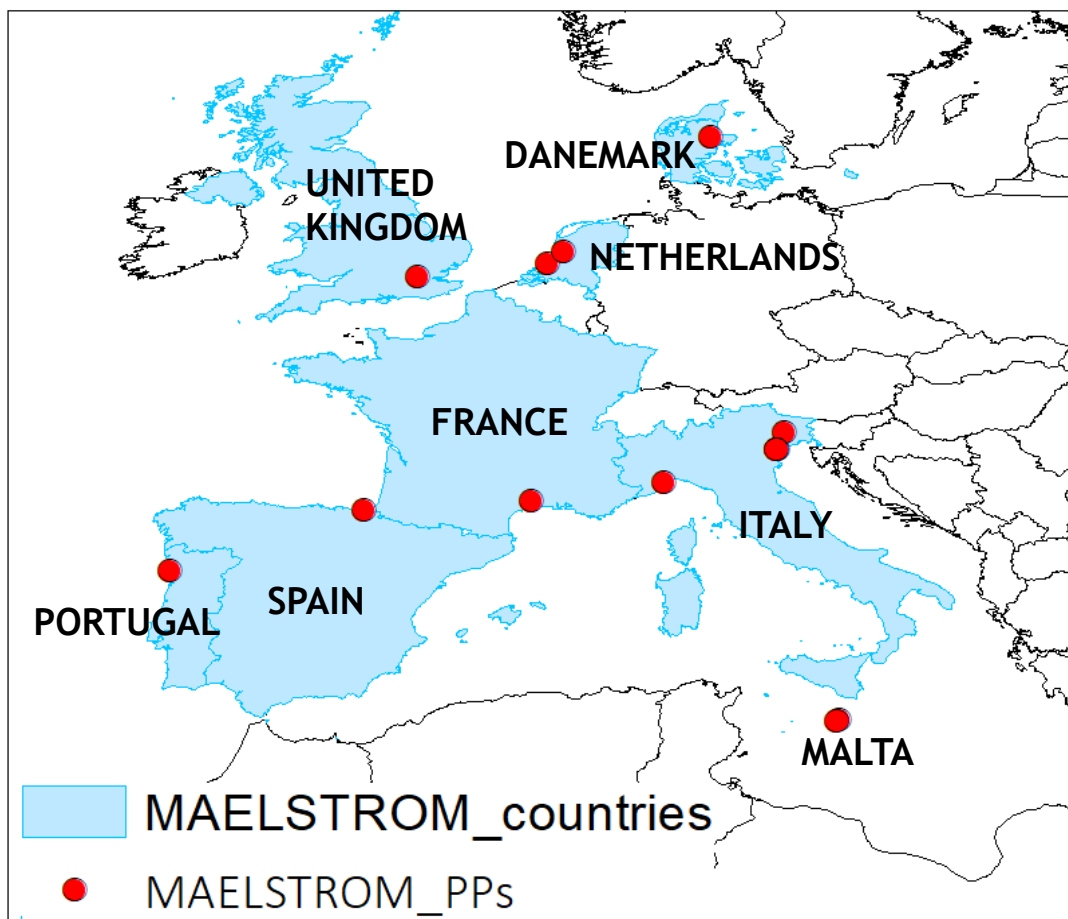 DANEMARK
UNITED
KINGDOM
NETHERLANDS
FRANCE
ITALY
SPAIN
PORTUGAL
MALTA
MAELSTROM_countries
MAELSTROM_PPs